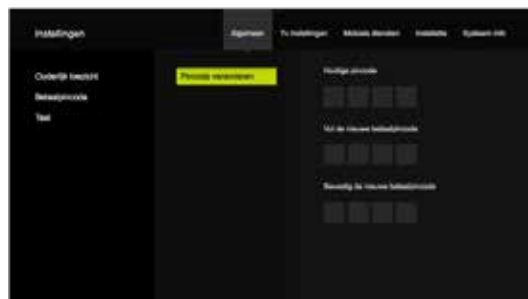 Instellingen
Algemeen Tv Instellingen Mobiele diensten Installatie Systeem info
Ouderlijk toezicht
Betaalpincode
Taal
Pincode veranderen
Huidige pincode
Vul de nieuwe betaalpincode
Bevestig de nieuwe betaalpincode